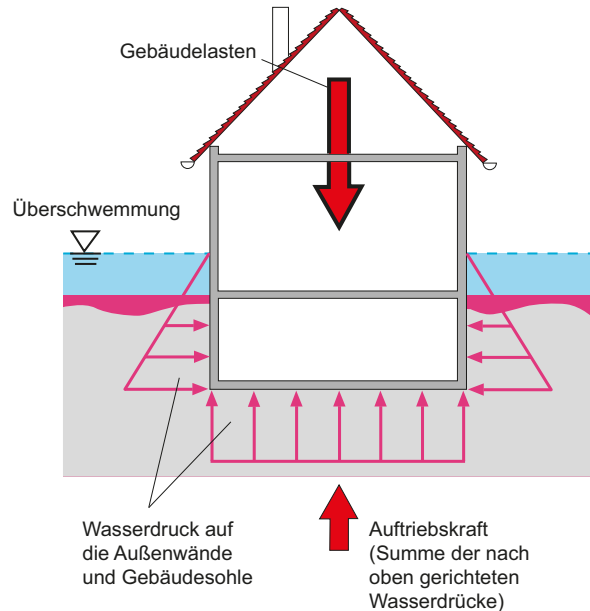 Gebäudelasten
Überschwemmung
Wasserdruck auf
die Außenwände
und Gebäudesohle
Auftriebskraft
(Summe der nach
oben gerichteten
Wasserdrücke)